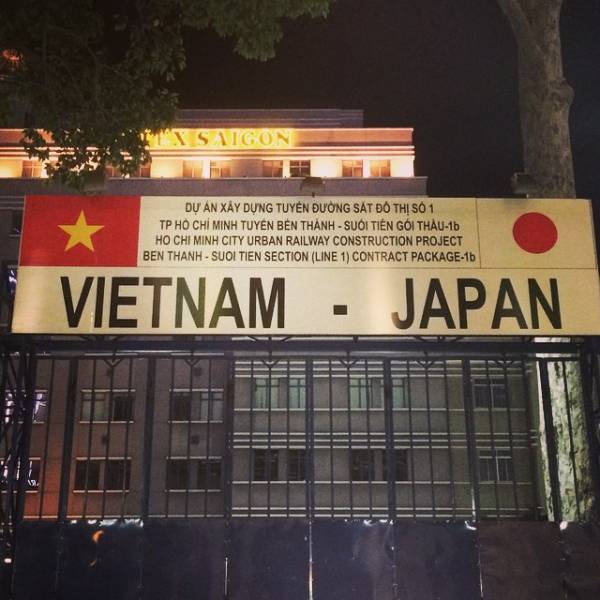 TEX SAIGON
DỰ ÁN XÂY DỰNG TUYẾN ĐƯỜNG SẮT ĐÔ THỊ SỐ 1
TP HỒ CHÍ MINH TUYẾN BẾN THÀNH - SUỐI TIÊN GÓI THẦU-1b
HO CHI MINH CITY URBAN RAILWAY CONSTRUCTION PROJECT
BEN THANH - SUOI TIEN SECTION (LINE 1) CONTRACT PACKAGE-1b
VIETNAM - JAPAN